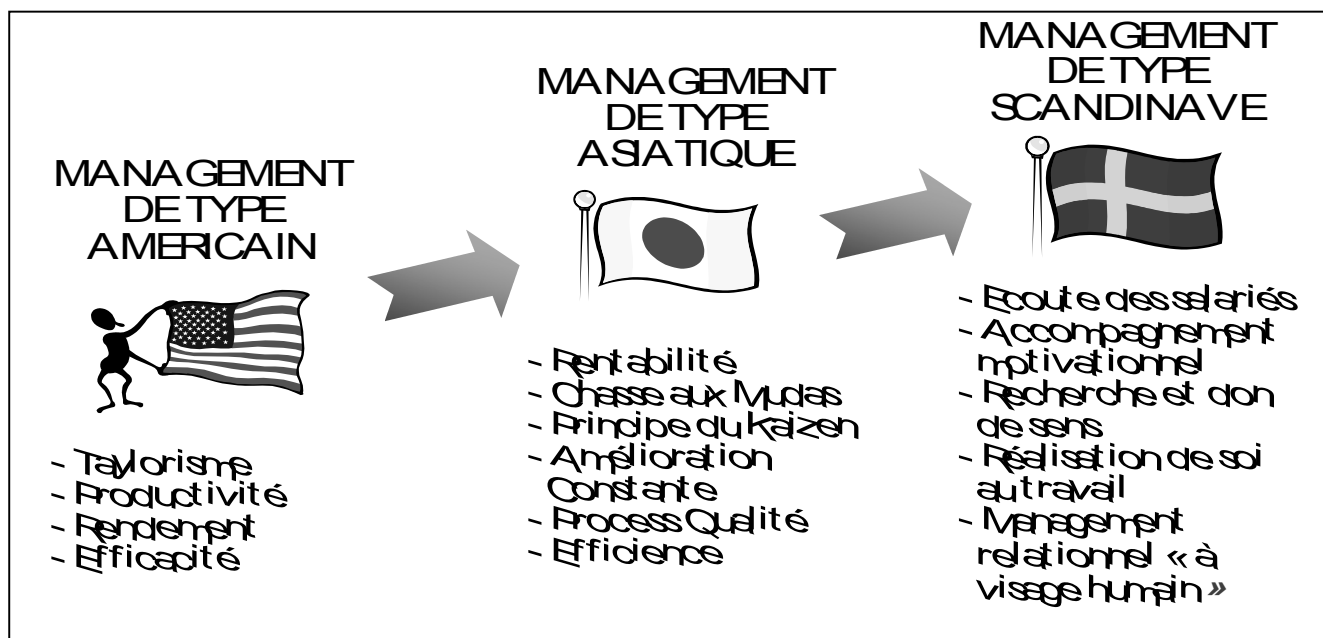 MANAGEMENT
DE TYPE
AMERICAIN
- Taylorisme
- Productivité
- Rendement
- Efficacité
MANAGEMENT
DE TYPE
ASIATIQUE
- Rentabilité
- Chasse aux Mudas
- Principe du Kaizen
- Amélioration
Constante
- Process Qualité
- Efficience
MANAGEMENT
DE TYPE
SCANDINAVE
- Ecoute des salariés
- Accompagnement
motivationnel
- Recherche et don
de sens
- Réalisation de soi
au travail
- Management
relationnel « à
visage humain »